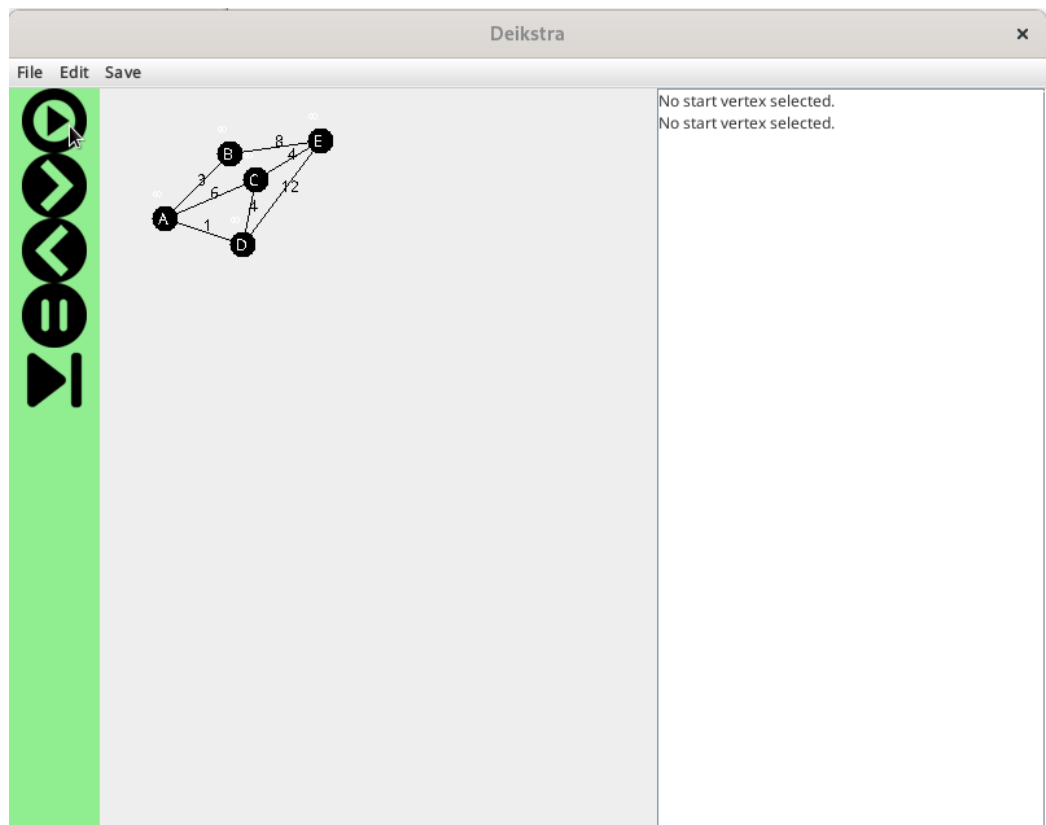 Deikstra
File Edit Save
No start vertex selected.
No start vertex selected.
∞
∞
8 E
B 4
3 C 12
∞ 6
4
A ∞
1 D